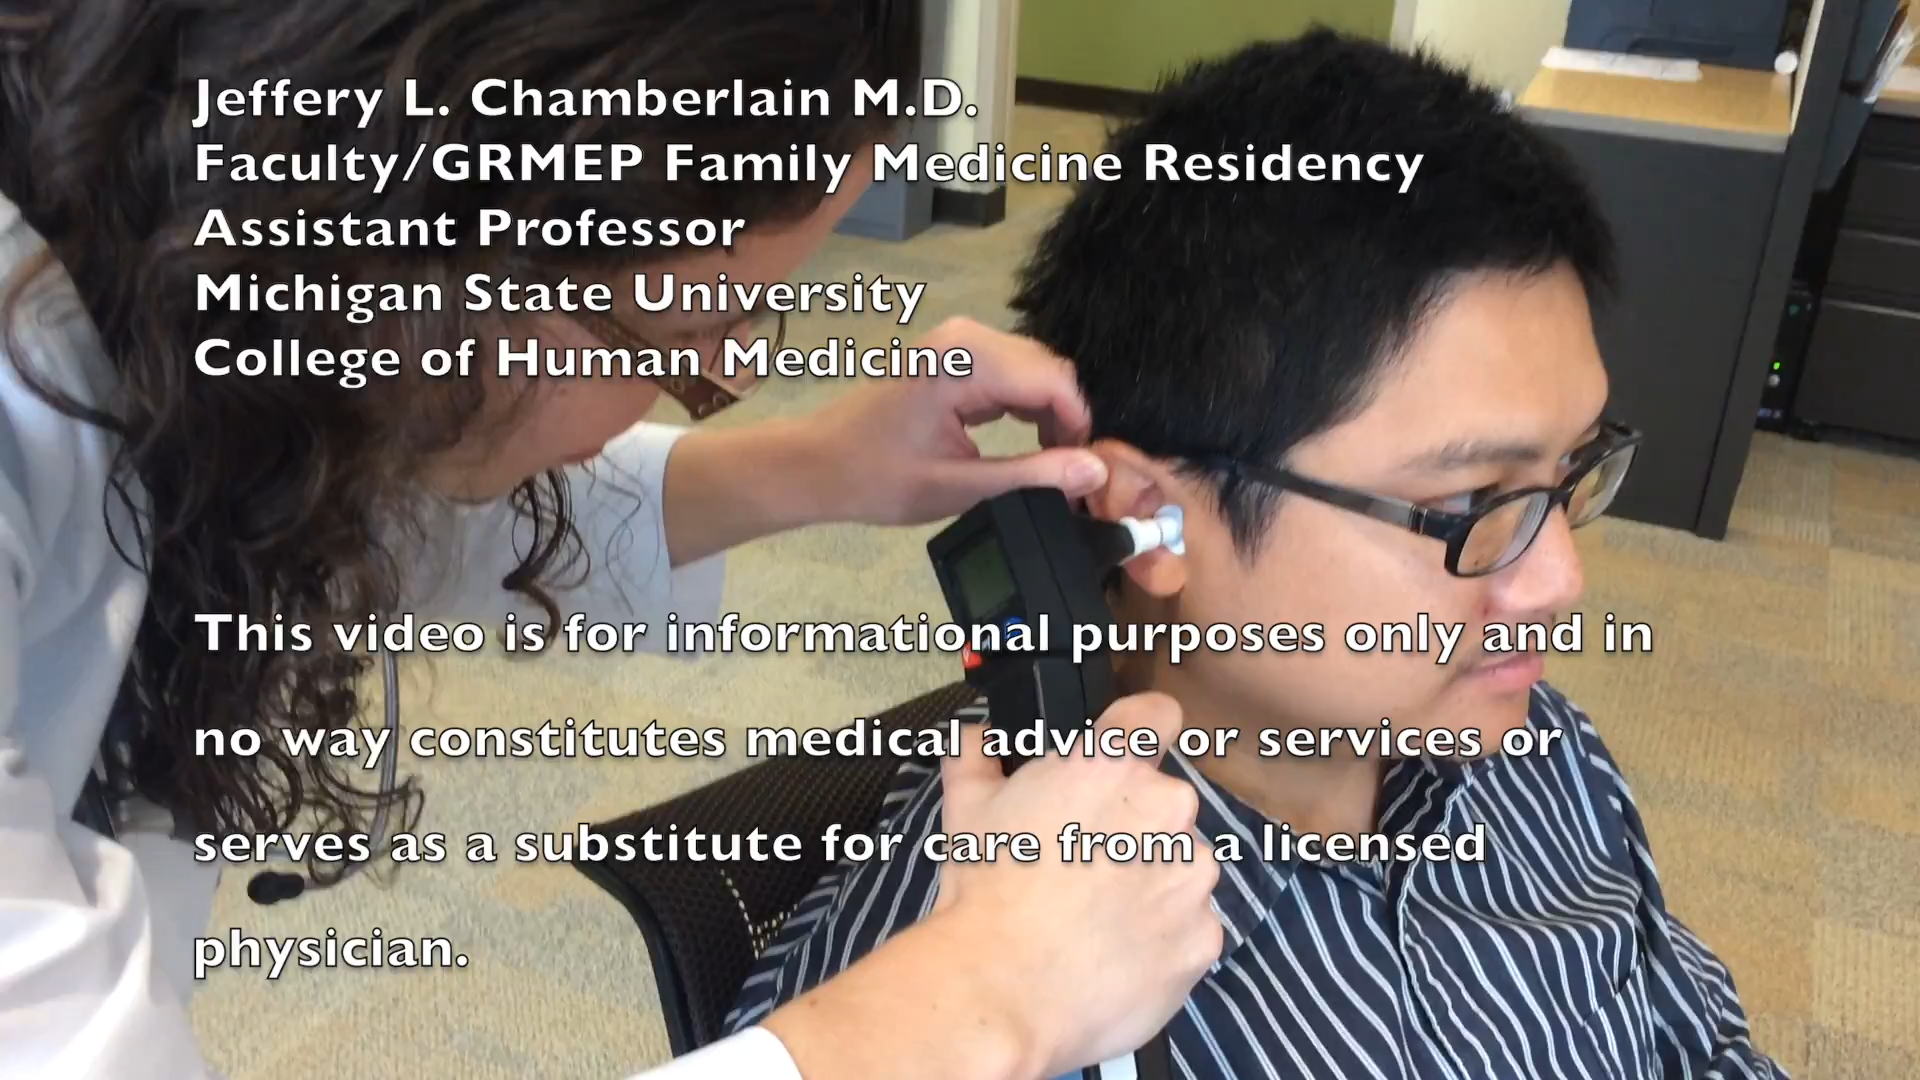 Jeffery L. Chamberlain M.D.
Faculty/GRMEP Family Medicine Residency
Assistant Professor
Michigan State University
College of Human Medicine
This video is for informational purposes only and in
no way constitutes medical advice or services or
serves as a substitute for care from a licensed
physician.